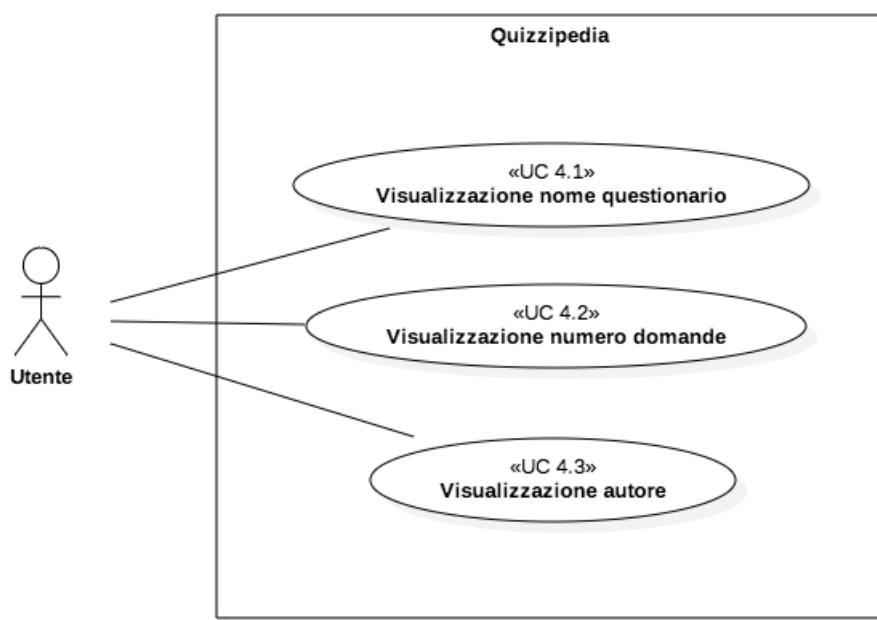 Quizzipedia
«UC 4.1»
Visualizzazione nome questionario
«UC 4.2»
Visualizzazione numero domande
Utente
«UC 4.3»
Visualizzazione autore